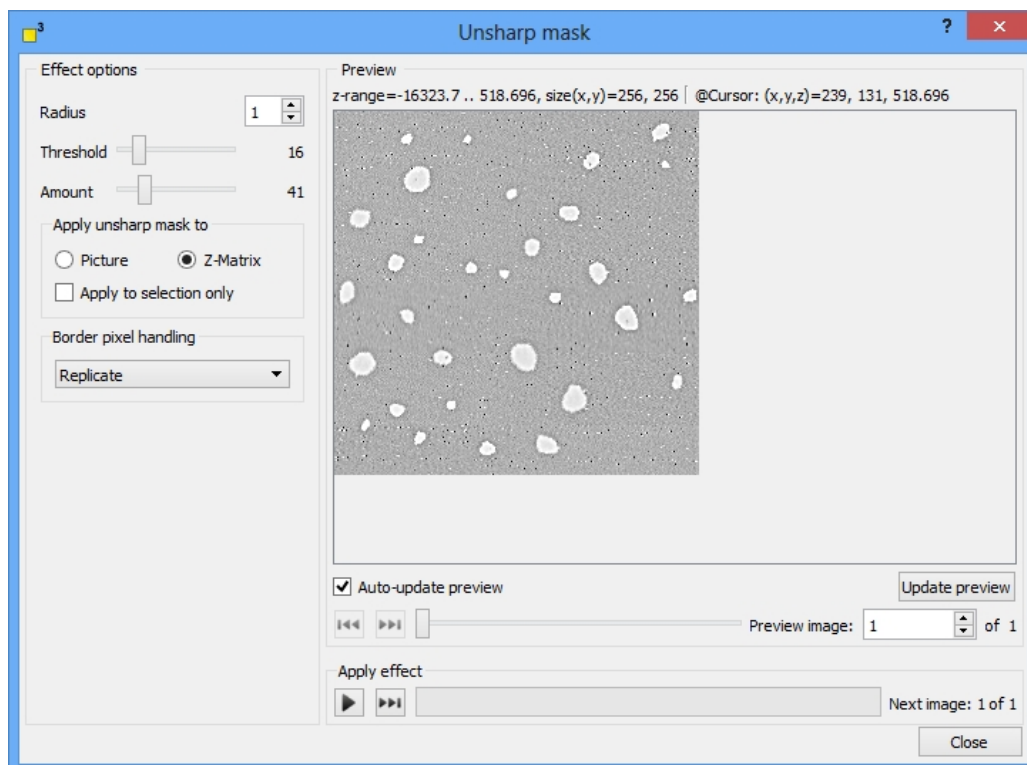 3
Unsharp mask
?
Effect options
Radius 1
Threshold 16
Amount 41
Apply unsharp mask to
Picture Z-Matrix
Apply to selection only
Border pixel handling
Replicate
Preview
z-range=-16323.7 .. 518.696, size(x,y)=256, 256 | @Cursor: (x,y,z)=239, 131, 518.696
Auto-update preview Update preview
Preview image: 1 of 1
Apply effect
Next image: 1 of 1
Close